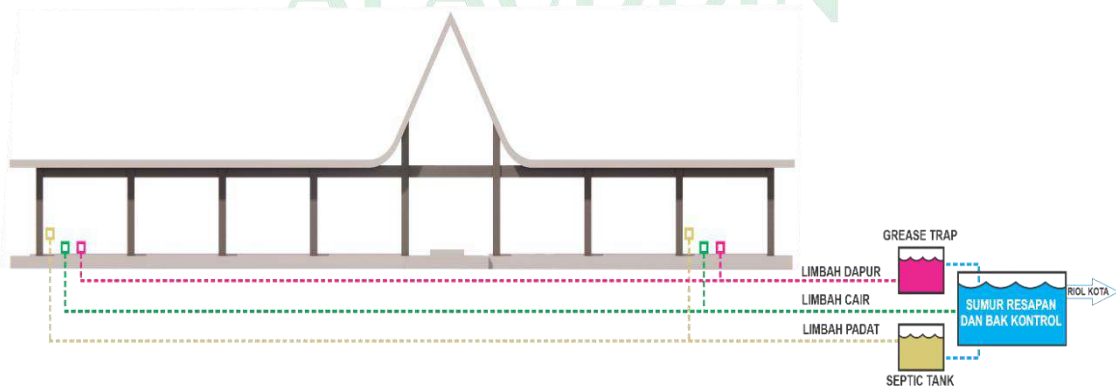 GREASE TRAP
LIMBAH DAPUR
LIMBAH CAIR
SUMUR RESAPAN
DAN BAK KONTROL
RIOL KOTA
LIMBAH PADAT
SEPTIC TANK